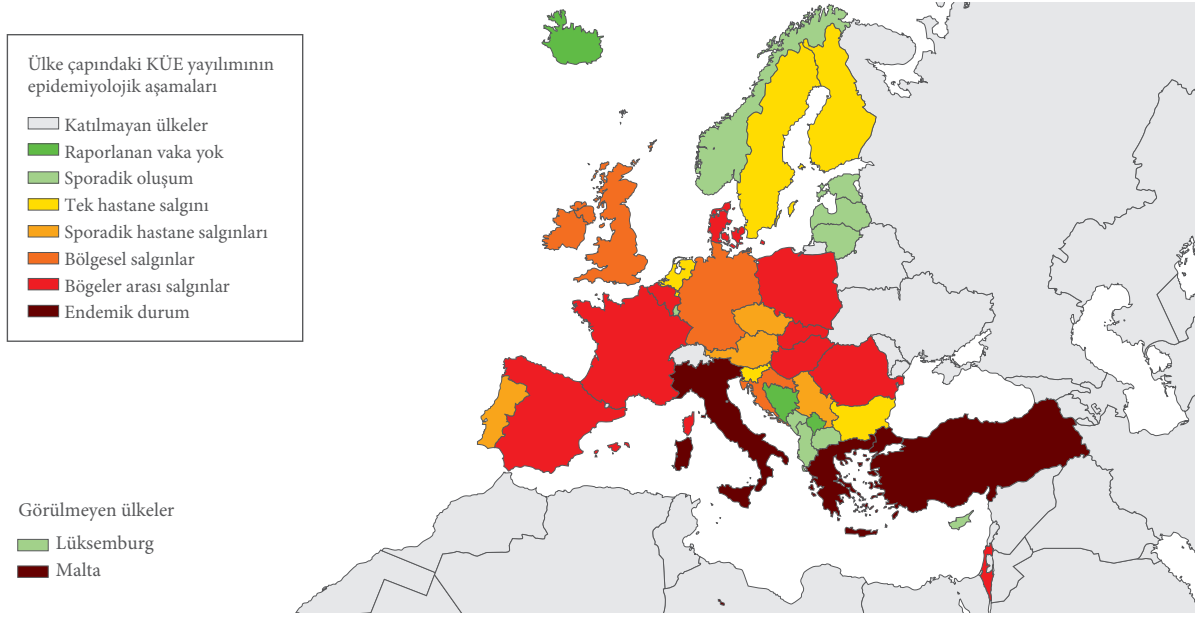 Ülke çapındaki KÜE yayılımının
epidemiyolojik aşamaları
Katılmayan ülkeler
Raporlanan vaka yok
Sporadik oluşum
Tek hastane salgını
Sporadik hastane salgınları
Bölgesel salgınlar
Bögeler arası salgınlar
Endemik durum
Görülmeyen ülkeler
Lüksemburg
Malta